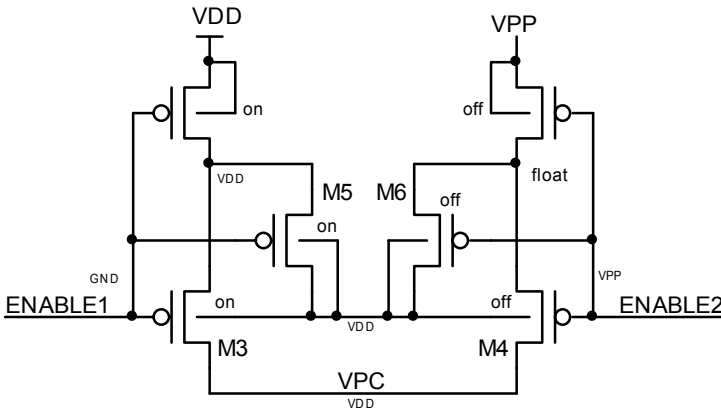 VDD
VPP
on
off
VDD
float
M5
M6
on
off
GND
VPP
ENABLE1
on
off
ENABLE2
VDD
M3
M4
VPC
VDD